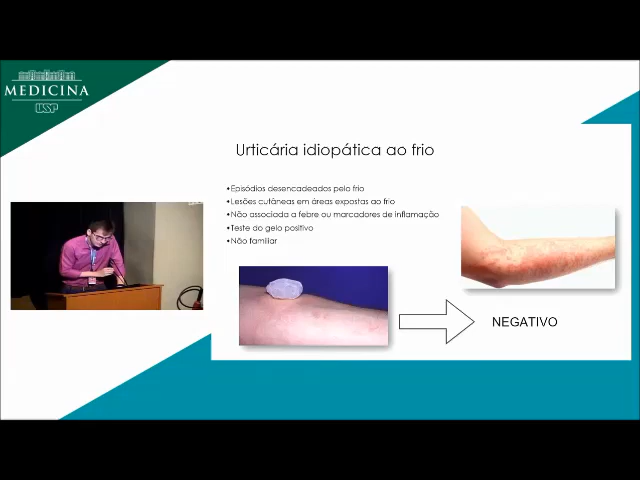 MEDICINA
USP
Urticária idiopática ao frio
•Episódios desencadeados pelo frio
•Lesões cutâneas em áreas expostas ao frio
•Não associada a febre ou marcadores de inflamação
•Teste do gelo positivo
•Não familiar
NEGATIVO